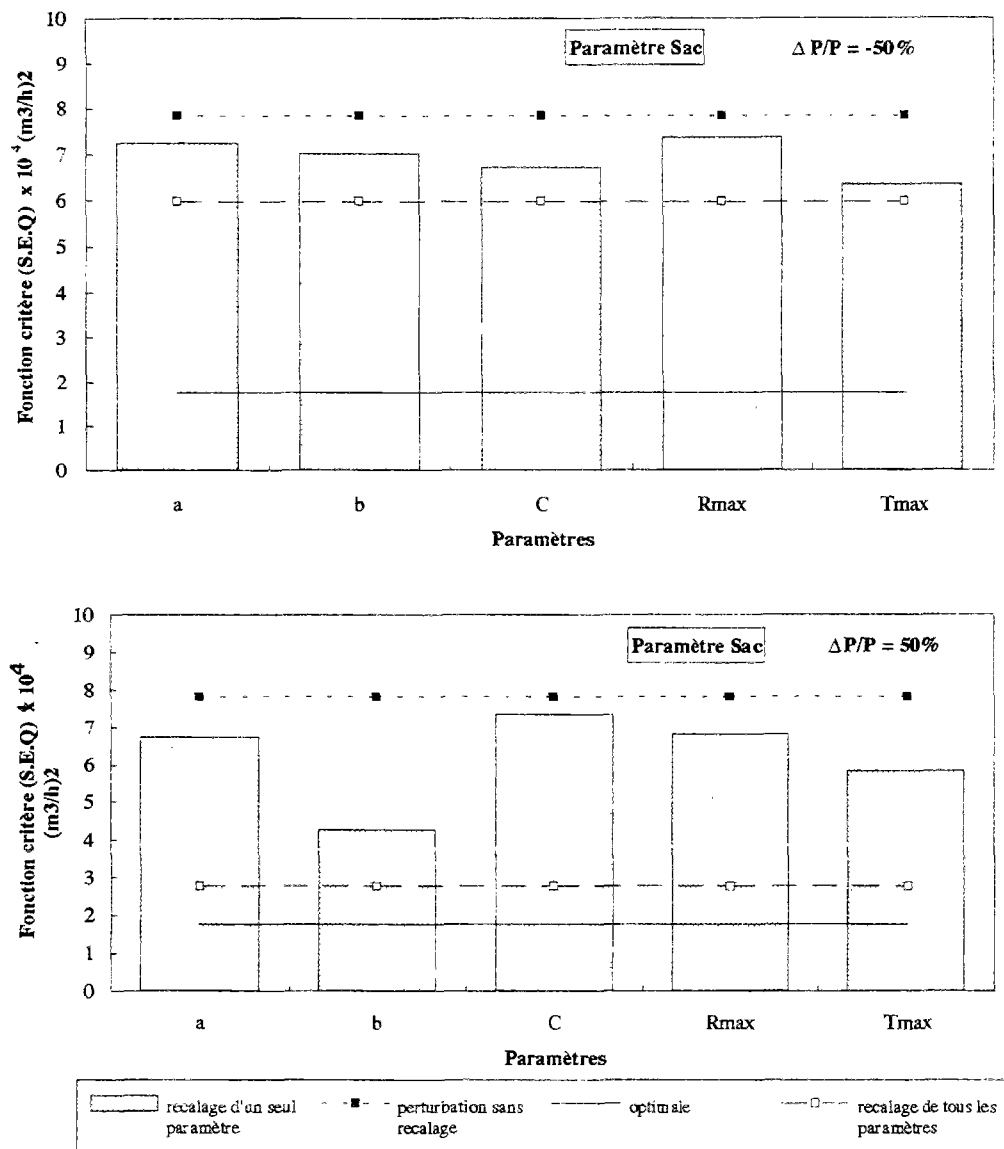 Fonction critère (S.E.Q) x 10⁴ (m3/h)2
10
9
8
7
6
5
4
3
2
1
0
Paramètre Sac
Δ P/P = -50%
a
b
C
Rmax
Tmax
Paramètres
Fonction critère (S.E.Q) x 10⁴
(m3/h)2
10
9
8
7
6
5
4
3
2
1
0
Paramètre Sac
ΔP/P = 50%
a
b
C
Rmax
Tmax
Paramètres
recalage d'un seul
paramètre
perturbation sans
recalage
optimale
recalage de tous les
paramètres